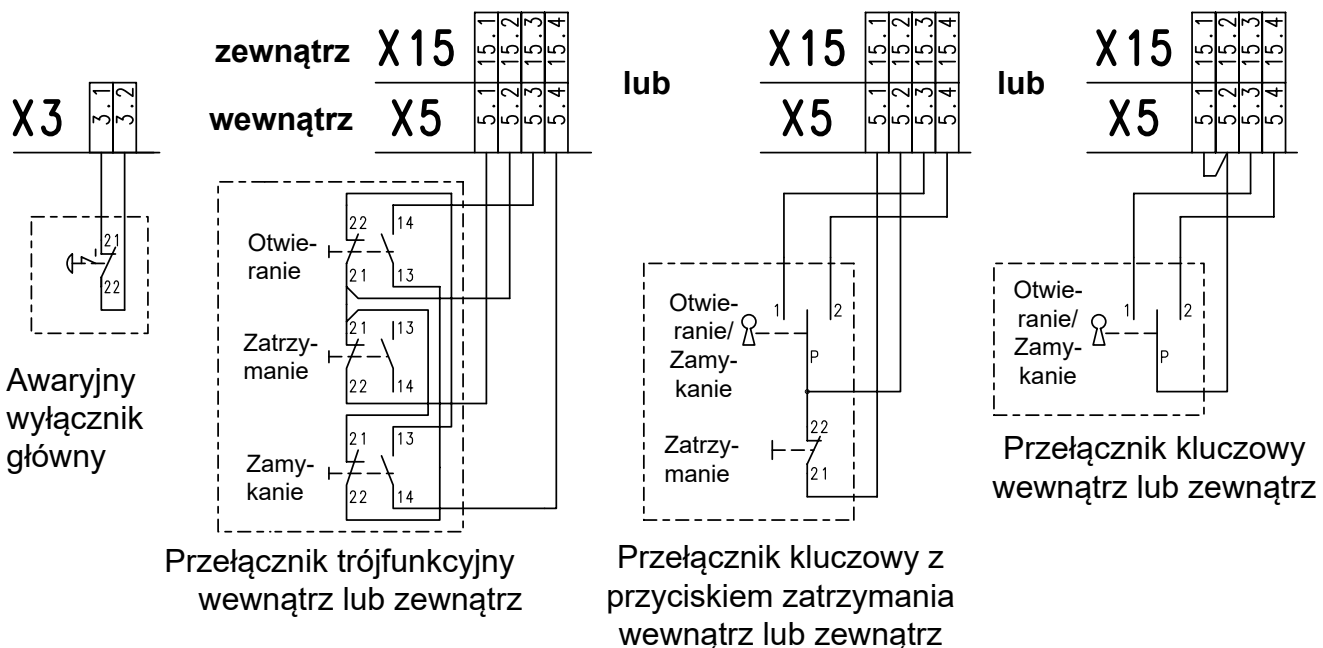 X3
3.1
3.2
21
22
Awaryjny
wyłącznik
główny
zewnątrz X15
15.1
15.2
15.3
15.4
wewnątrz X5
5.1
5.2
5.3
5.4
22
14
Otwie-
ranie
21
13
21
13
Zatrzy-
manie
22
14
21
13
Zamy-
kanie
22
14
Przełącznik trójfunkcyjny
wewnątrz lub zewnątrz
lub
X15
15.1
15.2
15.3
15.4
X5
5.1
5.2
5.3
5.4
Otwie-
ranie/
Zamy-
kanie
1
2
P
22
Zatrzy-
manie
21
Przełącznik kluczowy z
przyciskiem zatrzymania
wewnątrz lub zewnątrz
lub
X15
15.1
15.2
15.3
15.4
X5
5.1
5.2
5.3
5.4
Otwie-
ranie/
Zamy-
kanie
1
2
P
Przełącznik kluczowy
wewnątrz lub zewnątrz